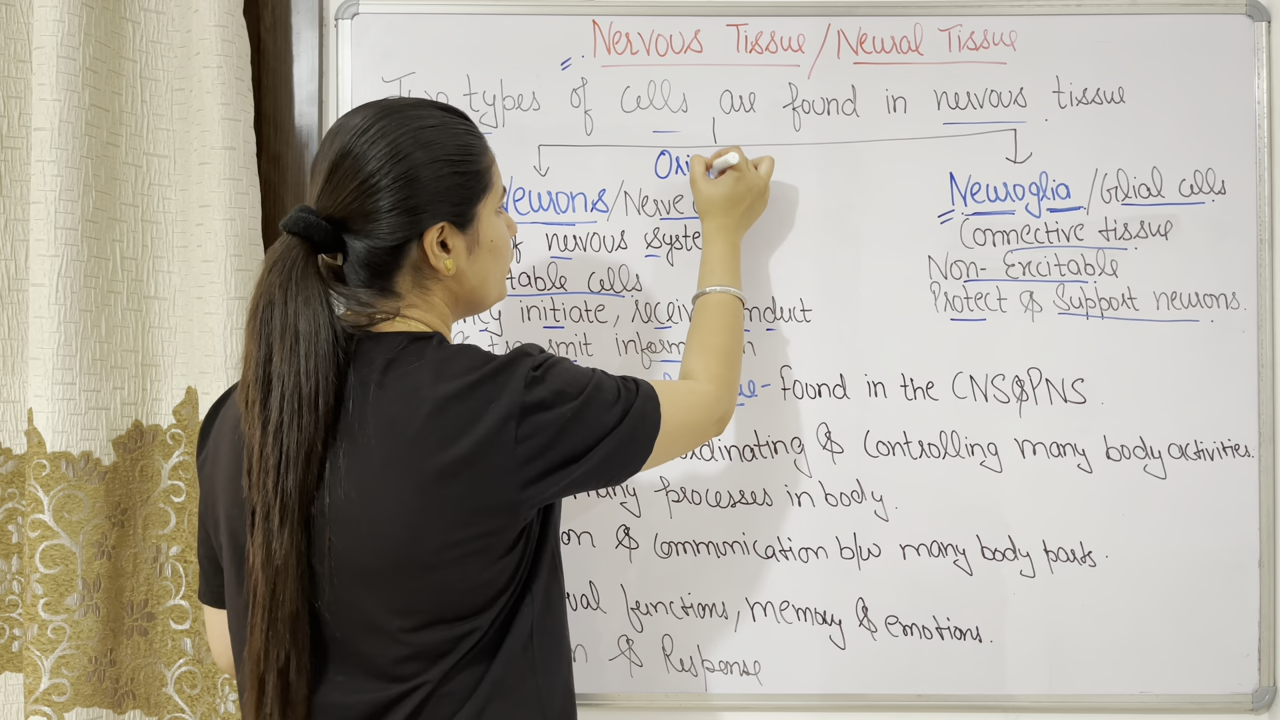 Nervous Tissue/Neural Tissue
types of cells are found in nervous tissue
Ori
Neurons/Nerve
Neuroglia/Glial cells
of nervous syste
Connective tissue
table cells
Non-Excitable
initiate, receiv nduct
Protect & Support neurons.
transmit inform n
ue- found in the CNS&PNS.
rdinating & Controlling many body activities.
many processes in body.
on & Communication b/w many body parts.
ual functions, memory & emotions.
n & Response